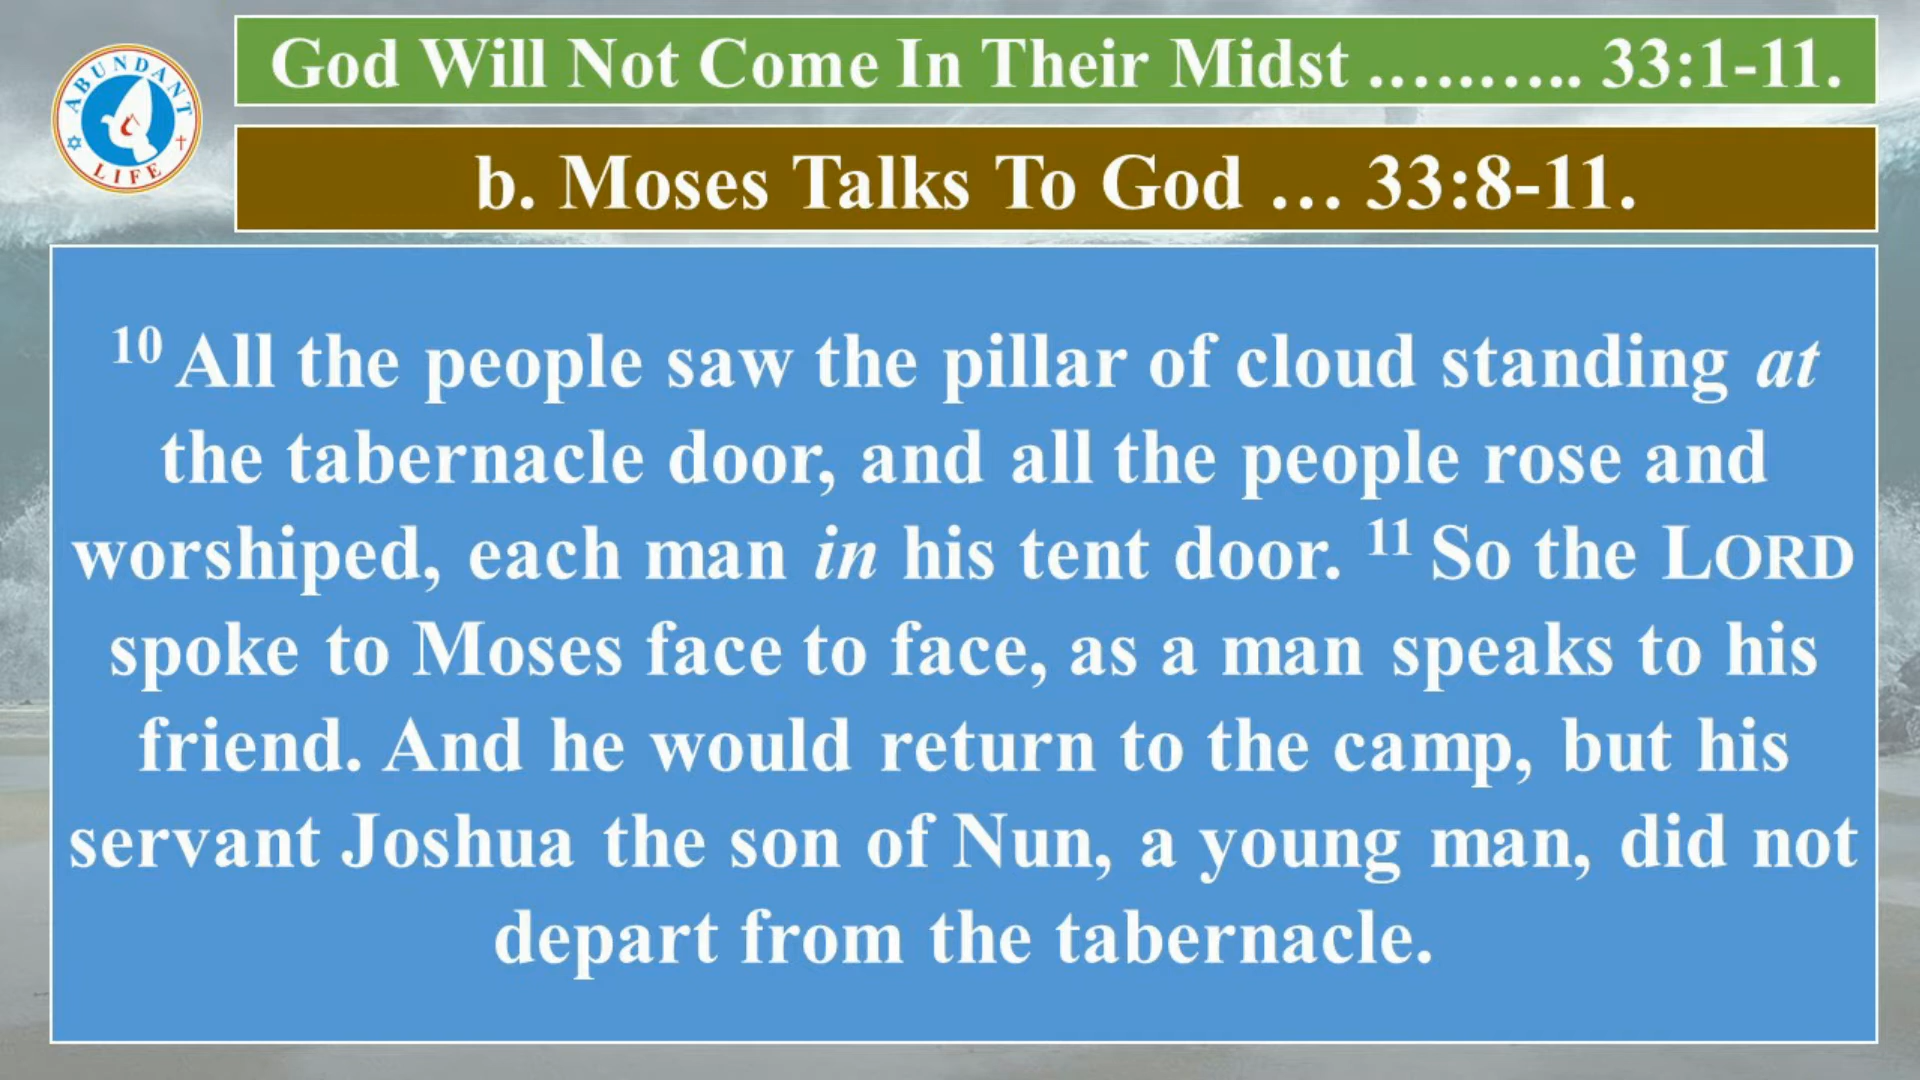 ABUNDANT
LIFE
God Will Not Come In Their Midst ………... 33:1-11.
b. Moses Talks To God … 33:8-11.
10 All the people saw the pillar of cloud standing at
the tabernacle door, and all the people rose and
worshiped, each man in his tent door. 11 So the LORD
spoke to Moses face to face, as a man speaks to his
friend. And he would return to the camp, but his
servant Joshua the son of Nun, a young man, did not
depart from the tabernacle.